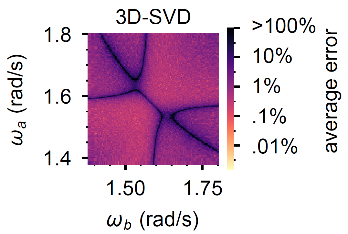 3D-SVD
>100%
10%
1%
.1%
.01%
average error
1.8
1.6
1.4
ωₐ (rad/s)
1.50
1.75
ω_b (rad/s)